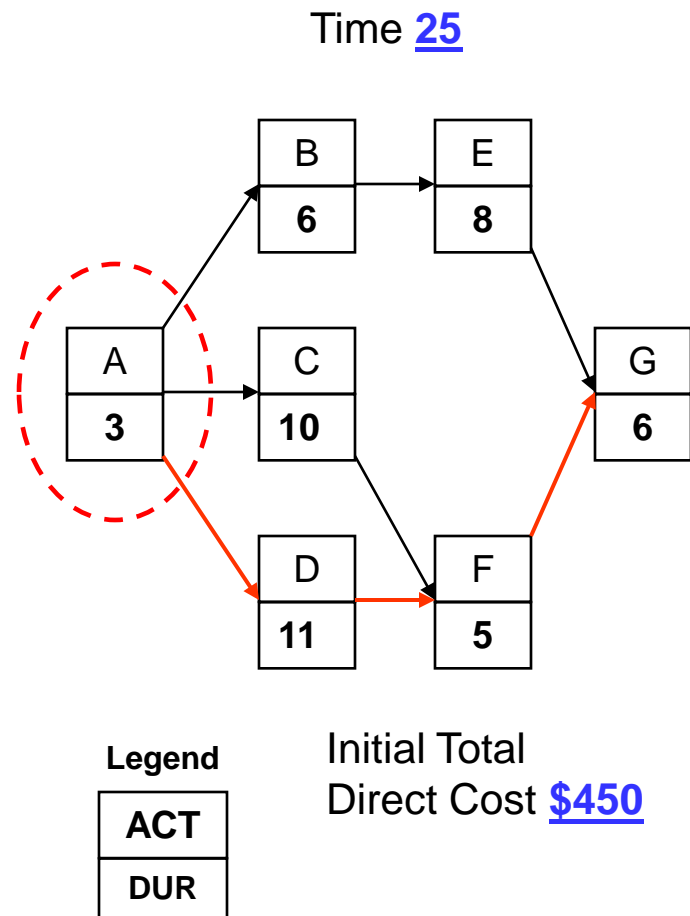 Time 25
B
6
E
8
A
3
C
10
G
6
D
11
F
5
Legend
ACT
DUR
Initial Total
Direct Cost $450